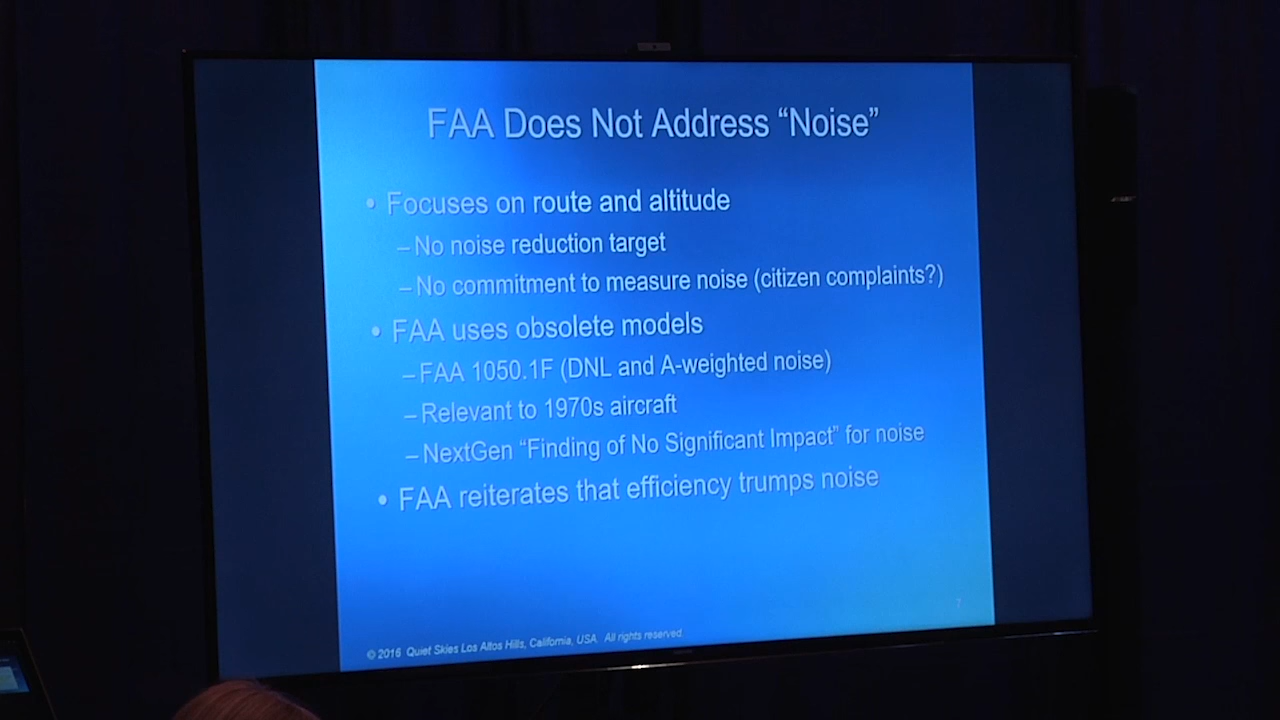 FAA Does Not Address “Noise”
• Focuses on route and altitude
– No noise reduction target
– No commitment to measure noise (citizen complaints?)
• FAA uses obsolete models
– FAA 1050.1F (DNL and A-weighted noise)
– Relevant to 1970s aircraft
– NextGen “Finding of No Significant Impact” for noise
• FAA reiterates that efficiency trumps noise
7
© 2016 Quiet Skies Los Altos Hills, California, USA. All rights reserved.